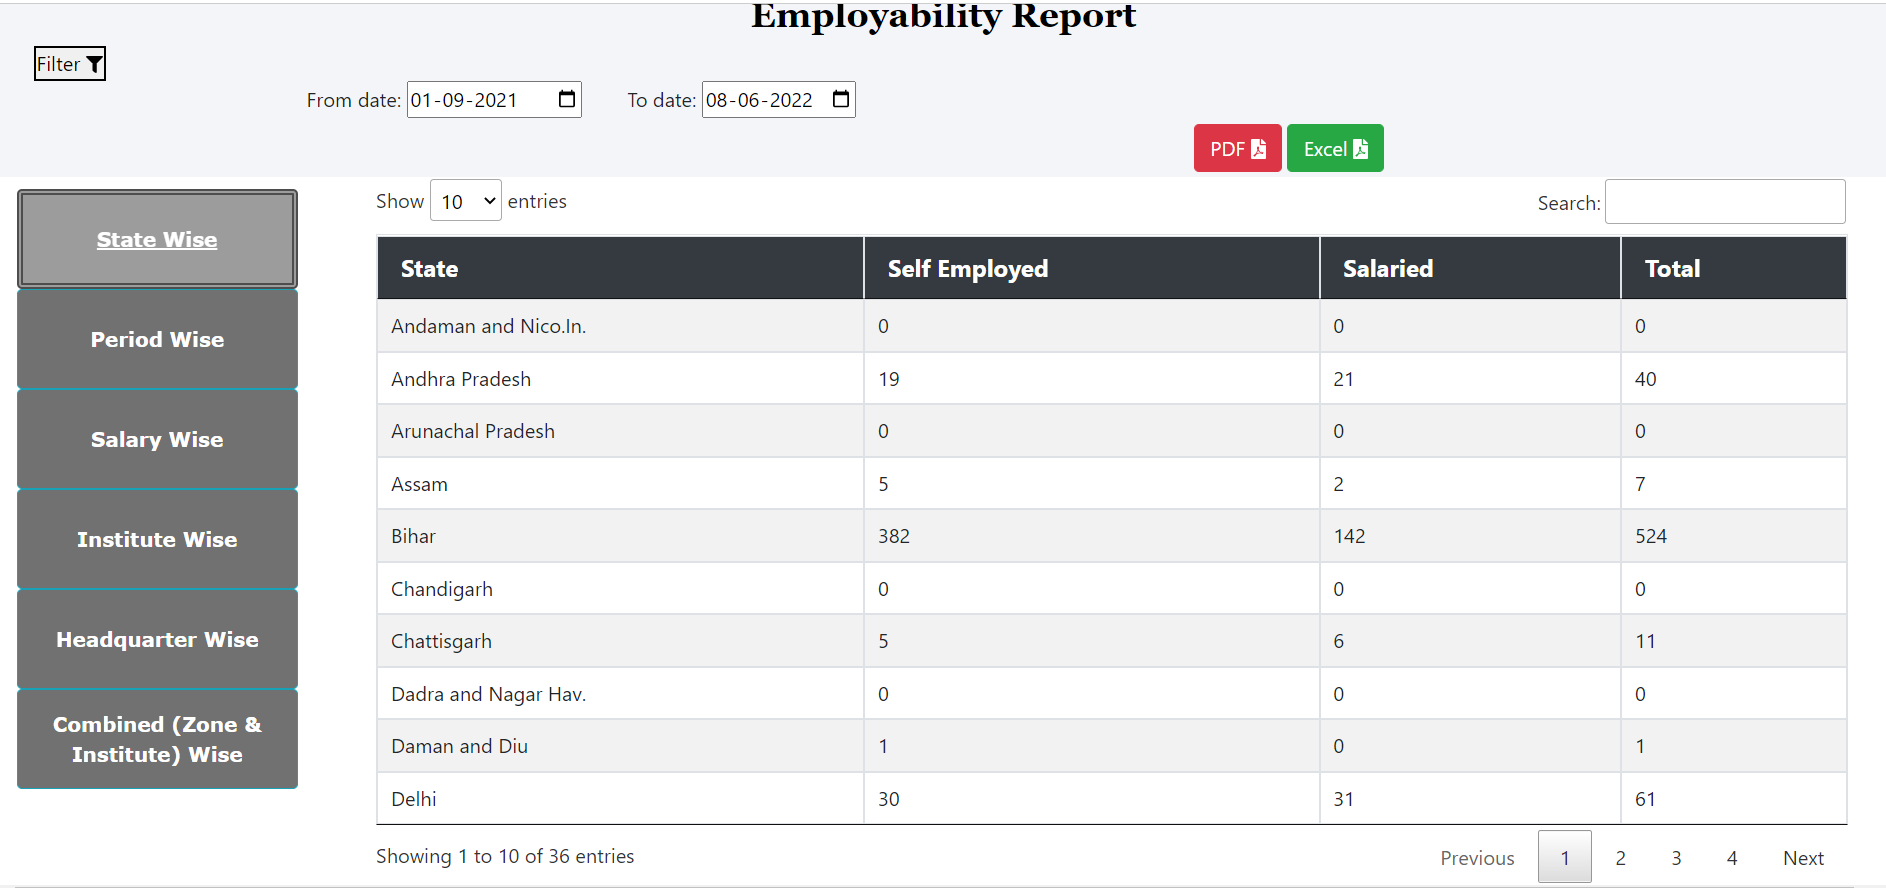 Employability Report
Filter
From date: 01-09-2021 To date: 08-06-2022
PDF Excel
Show 10 entries Search:
State Wise
Period Wise
Salary Wise
Institute Wise
Headquarter Wise
Combined (Zone &
Institute) Wise
State Self Employed Salaried Total
Andaman and Nico.In. 0 0 0
Andhra Pradesh 19 21 40
Arunachal Pradesh 0 0 0
Assam 5 2 7
Bihar 382 142 524
Chandigarh 0 0 0
Chattisgarh 5 6 11
Dadra and Nagar Hav. 0 0 0
Daman and Diu 1 0 1
Delhi 30 31 61
Showing 1 to 10 of 36 entries Previous 1 2 3 4 Next